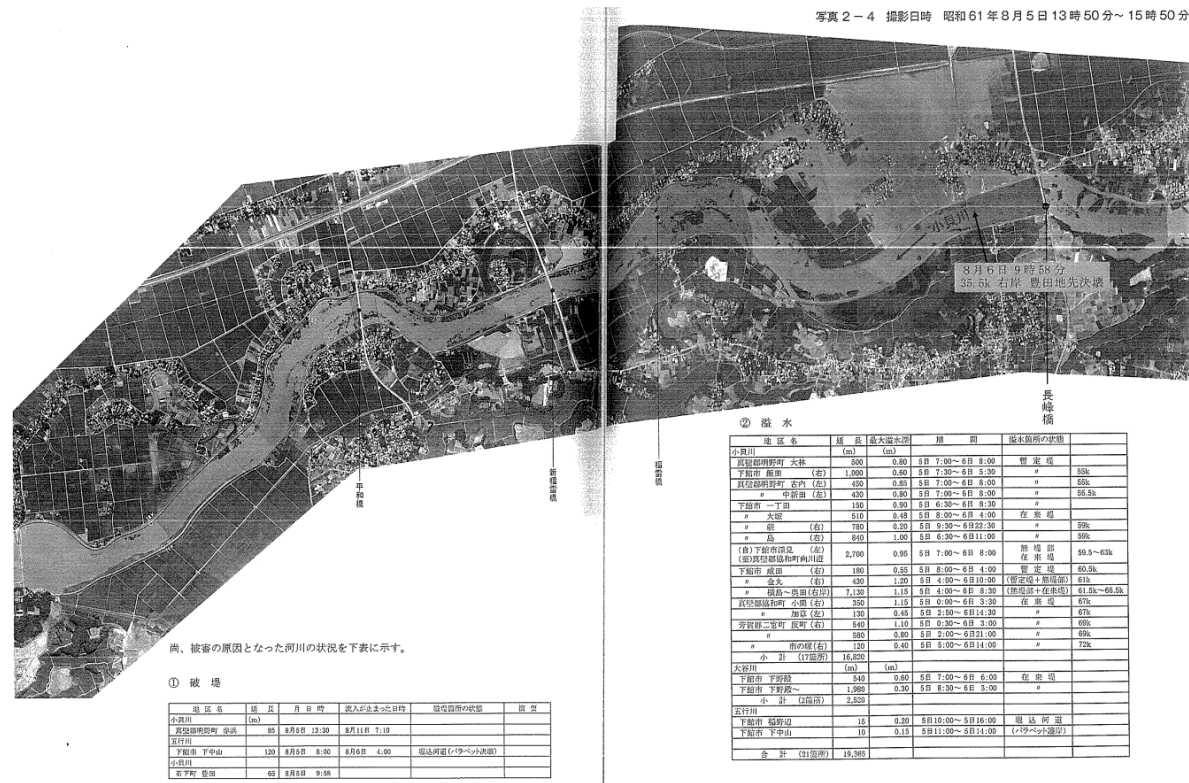 写真2-4 撮影日時 昭和61年8月5日13時50分~15時50分
小貝川
8月6日9時58分
35.5k 右岸 豊田地先決壊
長峰橋
福雷橋
新福雷橋
平和橋
② 溢水
地区名 延長 最大溢水深 期間 溢水箇所の状態
小貝川 (m) (m)
真壁郡明野町 大林 500 0.80 5日 7:00~6日 8:00 暫定堤
下館市 飯田 (右) 1,000 0.60 5日 7:30~6日 5:30 〃 55k
真壁郡明野町 古内 (左) 450 0.85 5日 7:00~6日 8:00 〃 55k
〃 中新田 (左) 430 0.80 5日 7:00~6日 8:00 〃 55.5k
下館市 一丁田 150 0.90 5日 6:30~6日 8:30 〃
〃 大塚 510 0.48 5日 8:00~6日 4:00 在来堤
〃 (右) 780 0.20 5日 9:30~6日22:30 〃 59k
〃 島 (右) 840 1.00 5日 6:30~6日11:00 〃 59k
下館市深見 (左) 2,700 0.95 5日 7:00~6日 8:00 無堤部 59.5~63k
真壁郡協和町向川澄 在来堤
下館市 成田 (右) 180 0.55 5日 8:00~6日 4:00 暫定堤 60.5k
〃 金丸 (右) 430 1.20 5日 4:00~6日10:00 (暫定堤+無堤部) 61k
〃 横島~奥田(右岸) 7,130 1.15 5日 4:00~6日 8:30 (無堤部+在来堤) 61.5k~66.5k
真壁郡協和町 小栗 (右) 350 1.15 5日 0:00~6日 3:30 在来堤 67k
〃 加草 (左) 130 0.45 5日 2:50~6日14:30 〃 67k
芳賀郡二宮町 反町 (右) 540 1.10 5日 0:30~6日 3:00 〃 69k
〃 580 0.80 5日 2:00~6日21:00 〃 69k
〃 市の塚(右) 120 0.40 5日 5:00~6日14:00 〃 72k
小計 (17箇所) 16,820
大谷川 (m) (m)
下館市 下野殿 540 0.60 5日 7:00~6日 6:00 在来堤
下館市 下野殿~ 1,980 0.30 5日 8:30~6日 3:00 〃
小計 (2箇所) 2,520
五行川
下館市 稲野辺 15 0.20 5日10:00~5日16:00 堀込河道
下館市 下中山 10 0.15 5日11:00~5日14:00 (パラペット護岸)
合計 (21箇所) 19,365
尚、被害の原因となった河川の状況を下表に示す。
① 破堤
地区名 延長 月日時 流入が止まった日時 破堤箇所の状態 摘要
小貝川 (m)
真壁郡明野町 赤浜 85 8月5日 13:30 8月11日 7:10
五行川
下館市 下中山 120 8月5日 8:00 8月6日 4:00 堀込河道(パラペット決壊)
小貝川
石下町 豊田 65 8月5日 9:58